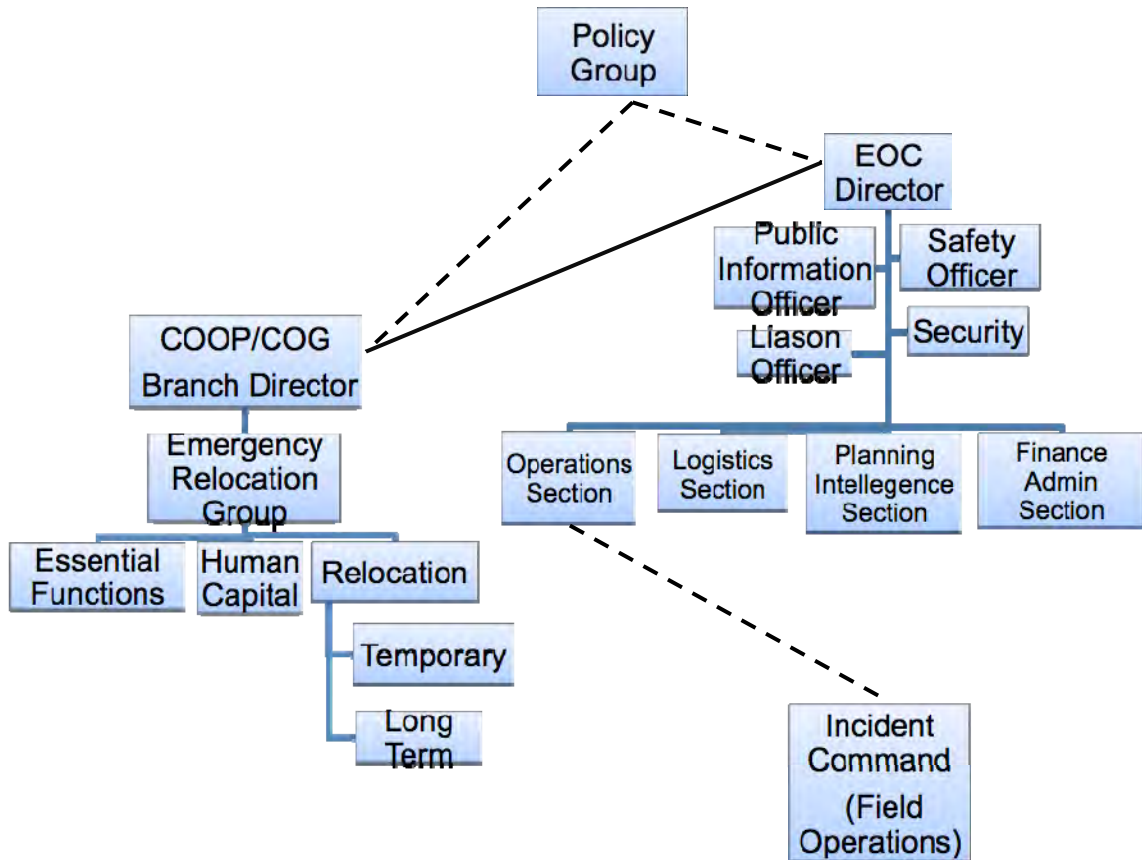 Policy
Group
EOC
Director
Public
Information
Officer
Safety
Officer
Liason
Officer
Security
COOP/COG
Branch Director
Emergency
Relocation
Group
Operations
Section
Logistics
Section
Planning
Intellegence
Section
Finance
Admin
Section
Essential
Functions
Human
Capital
Relocation
Temporary
Long
Term
Incident
Command
(Field
Operations)